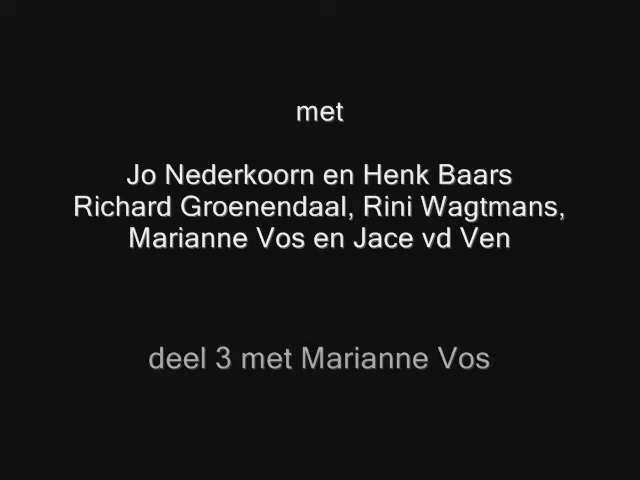 met
Jo Nederkoorn en Henk Baars
Richard Groenendaal, Rini Wagtmans,
Marianne Vos en Jace vd Ven
deel 3 met Marianne Vos